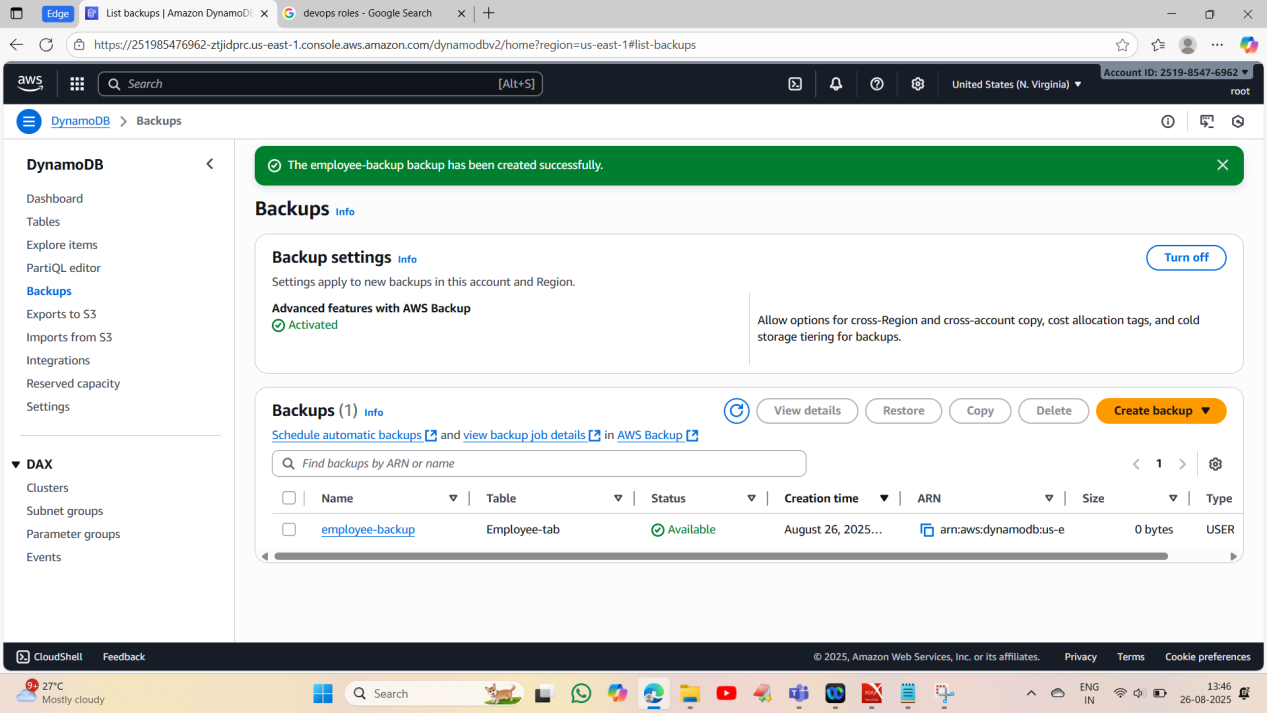 Edge
List backups | Amazon DynamoDB
devops roles - Google Search
https://251985476962-ztjidprc.us-east-1.console.aws.amazon.com/dynamodbv2/home?region=us-east-1#list-backups
aws
Search
[Alt+S]
United States (N. Virginia)
Account ID: 2519-8547-6962
root
DynamoDB
Backups
DynamoDB
Dashboard
Tables
Explore items
PartiQL editor
Backups
Exports to S3
Imports from S3
Integrations
Reserved capacity
Settings
DAX
Clusters
Subnet groups
Parameter groups
Events
The employee-backup backup has been created successfully.
Backups Info
Backup settings Info
Turn off
Settings apply to new backups in this account and Region.
Advanced features with AWS Backup
Activated
Allow options for cross-Region and cross-account copy, cost allocation tags, and cold
storage tiering for backups.
Backups (1) Info
View details
Restore
Copy
Delete
Create backup
Schedule automatic backups and view backup job details in AWS Backup
Find backups by ARN or name
1
Name Table Status Creation time ARN Size Type
employee-backup Employee-tab Available August 26, 2025... arn:aws:dynamodb:us-e 0 bytes USER
CloudShell Feedback
© 2025, Amazon Web Services, Inc. or its affiliates.
Privacy Terms Cookie preferences
9+
27°C
Mostly cloudy
Search
ENG
IN
13:46
26-08-2025